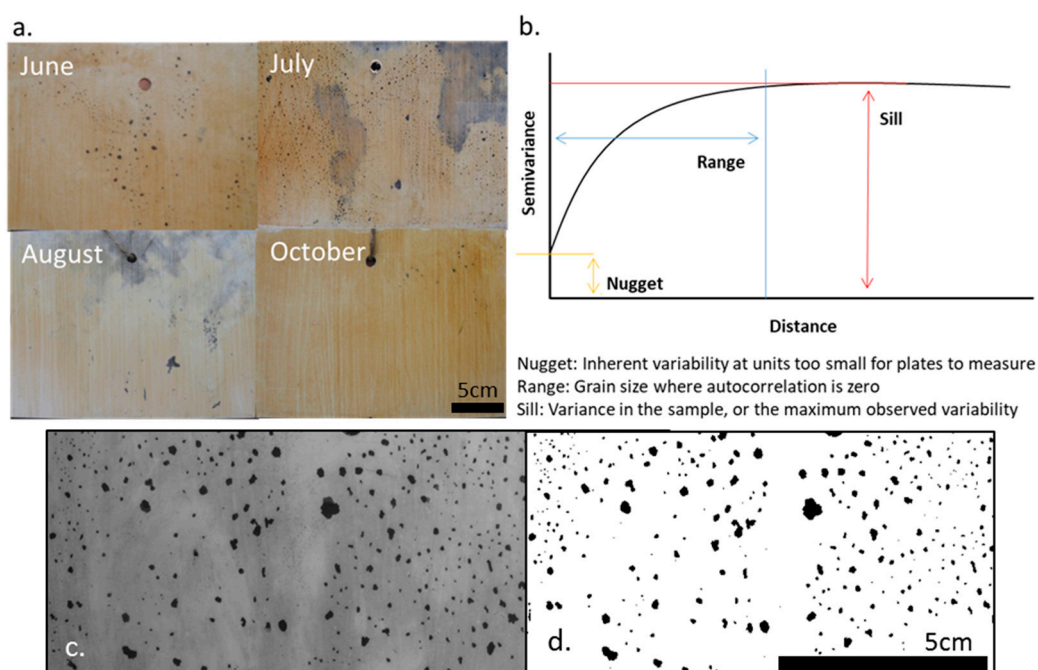 a.
June
July
August
October
5cm
b.
Semivariance
Sill
Range
Nugget
Distance
Nugget: Inherent variability at units too small for plates to measure
Range: Grain size where autocorrelation is zero
Sill: Variance in the sample, or the maximum observed variability
c.
d.
5cm